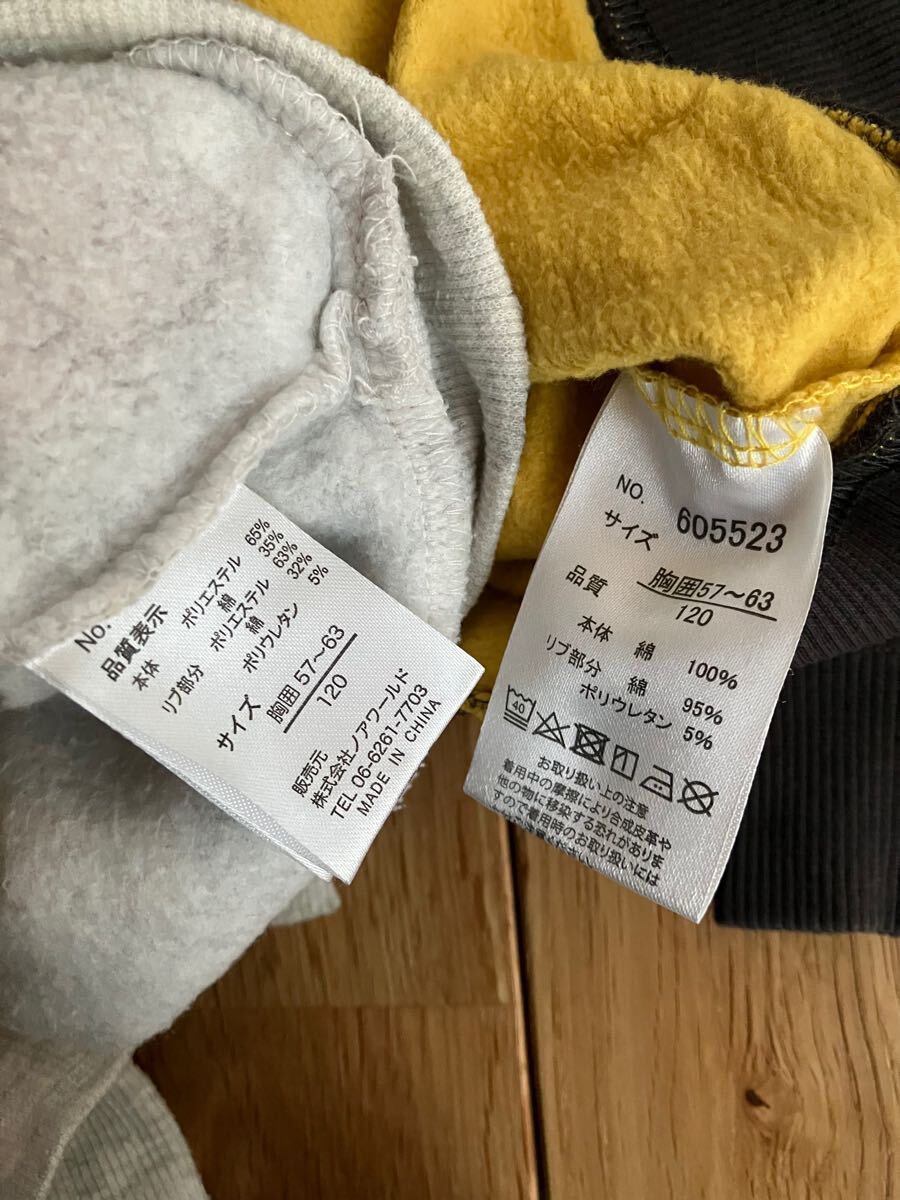 No.
品質表示
本体 ポリエステル 65%
綿 35%
リブ部分 ポリエステル 63%
綿 32%
ポリウレタン 5%
サイズ 胸囲57～63
120
販売元
株式会社ノアワールド
TEL 06-6261-7703
MADE IN CHINA
NO. 605523
サイズ 胸囲57～63
120
品質
本体 綿 100%
リブ部分 綿 95%
ポリウレタン 5%
40
お取り扱い上の注意
着用中の摩擦により合成皮革や
他の物に移染する恐れがありま
すので着用時のお取り扱いには